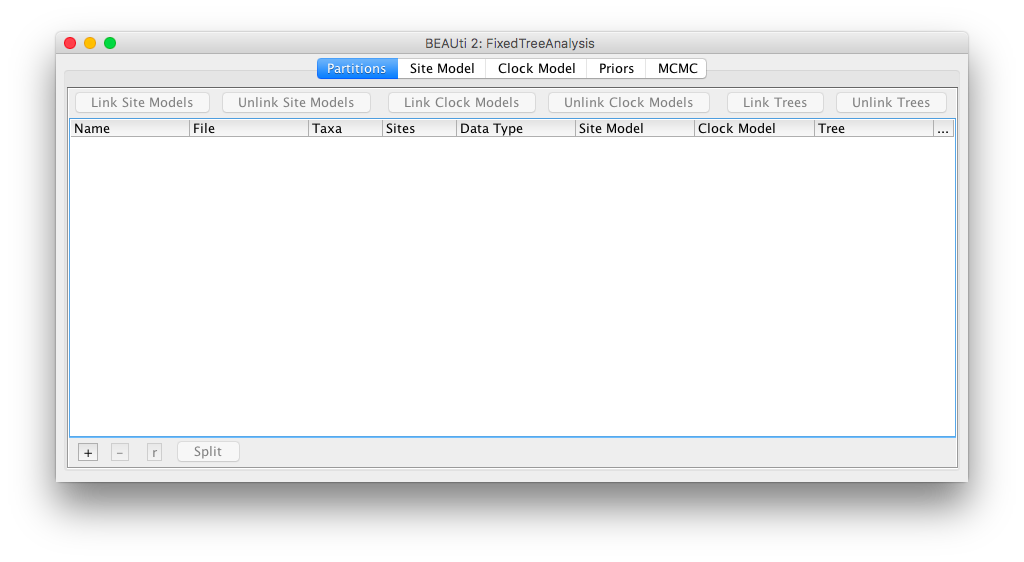 BEAUti 2: FixedTreeAnalysis
Partitions Site Model Clock Model Priors MCMC
Link Site Models Unlink Site Models Link Clock Models Unlink Clock Models Link Trees Unlink Trees
Name File Taxa Sites Data Type Site Model Clock Model Tree ...
+ - r Split